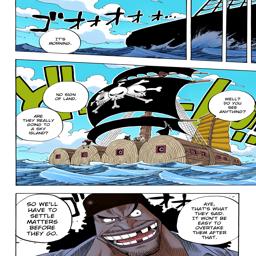 ゴオオオ...
IT'S
MORNING.
WELL?
DO YOU
SEE
ANYTHING?
NO SIGN
OF LAND.
ARE
THEY REALLY
GOING TO
A SKY
ISLAND?
SO WE'LL
HAVE TO
SETTLE
MATTERS
BEFORE
THEY GO.
AYE,
THAT'S WHAT
THEY SAID.
IT WON'T BE
EASY TO
OVERTAKE
THEM AFTER
THAT.